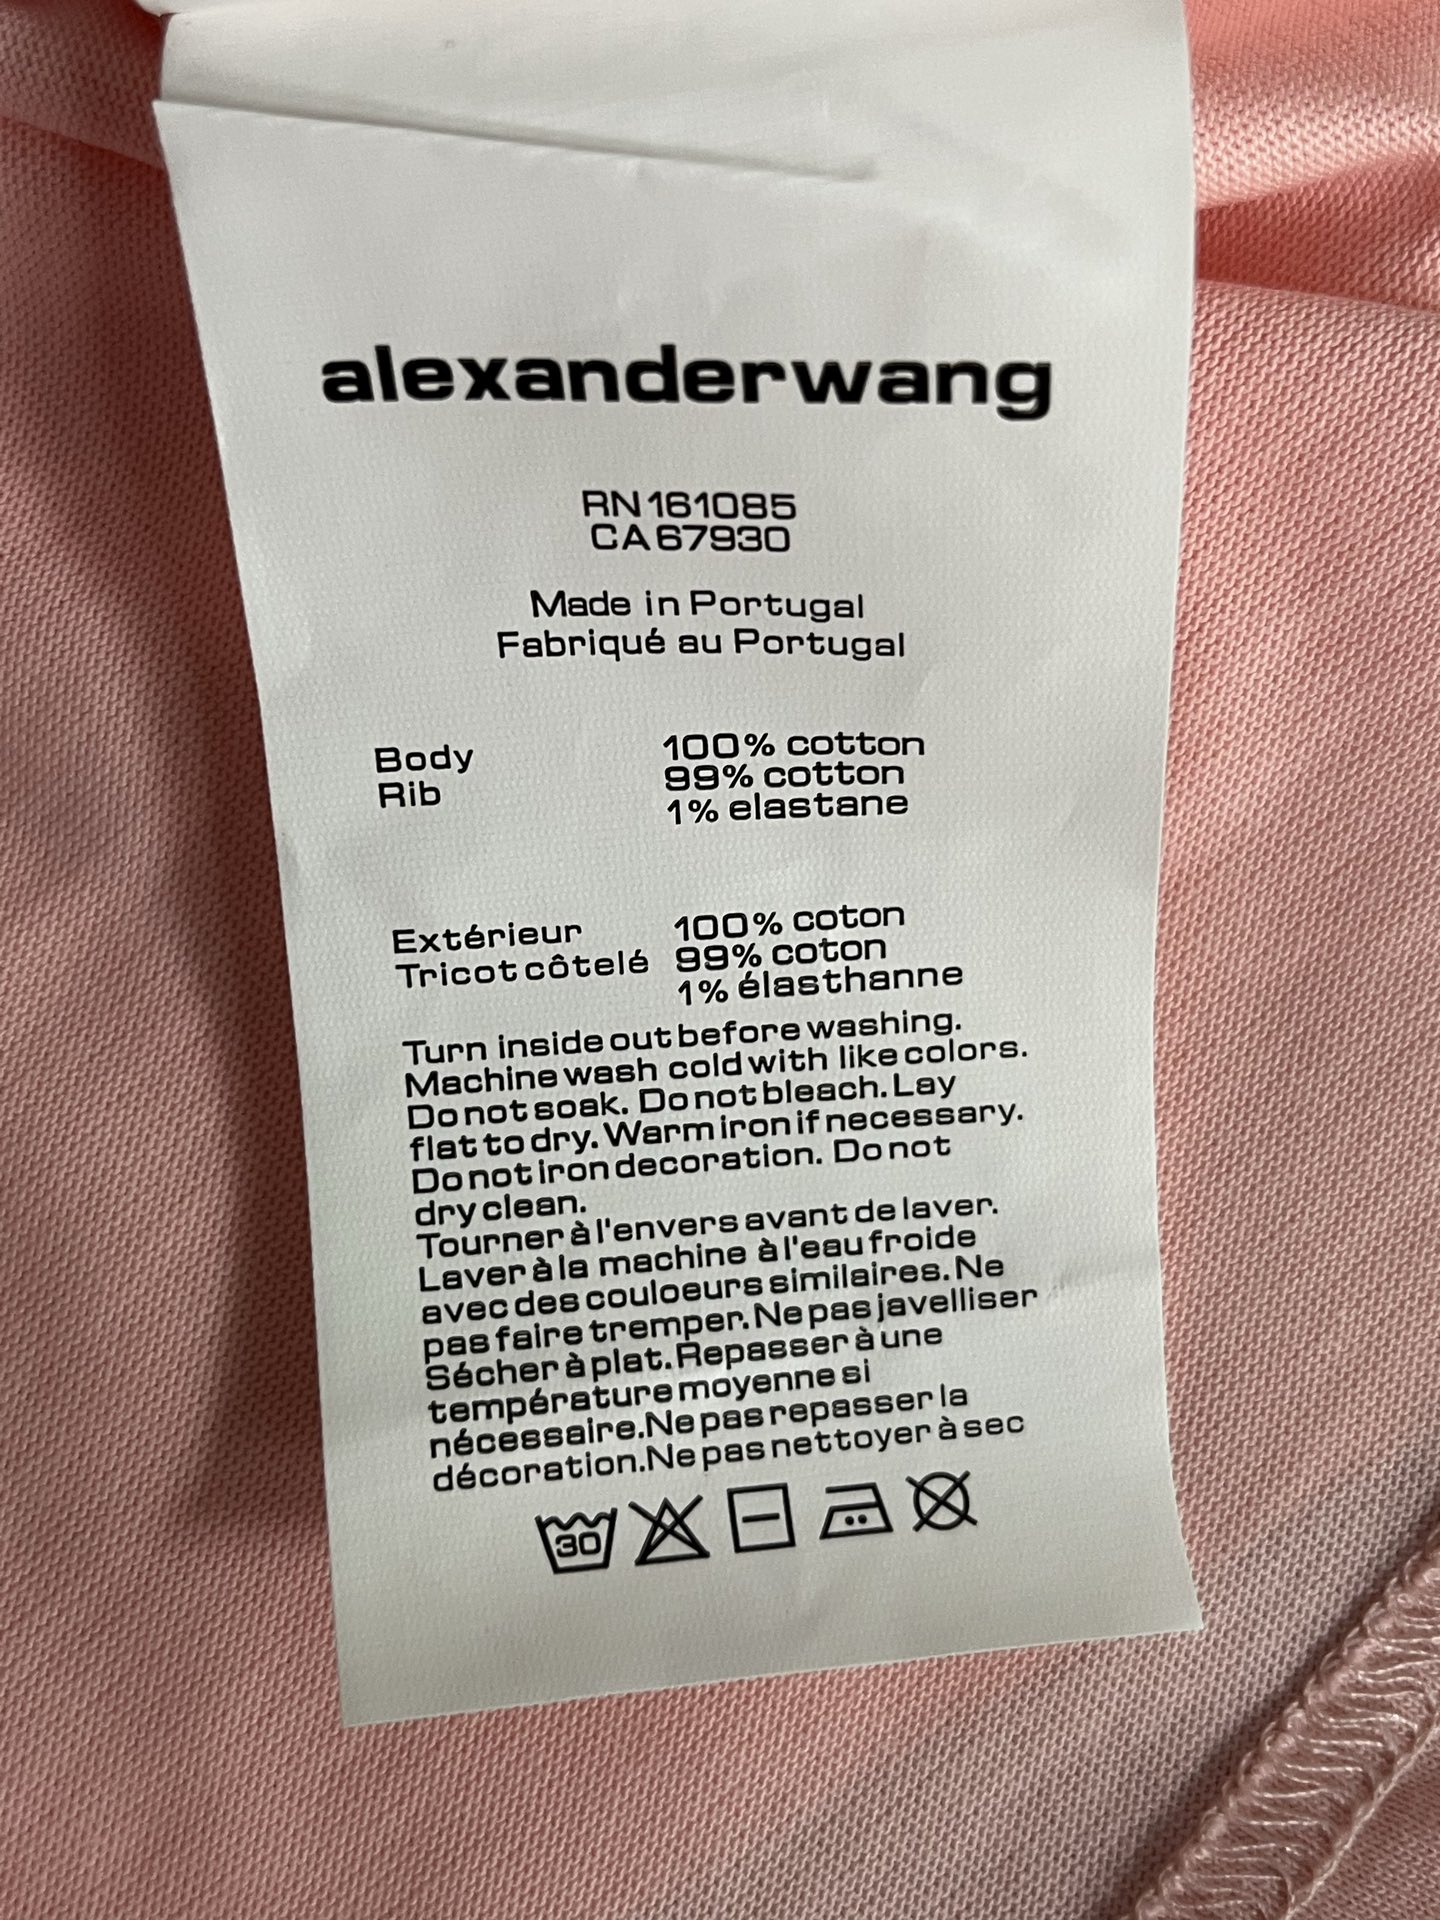 alexanderwang
RN 161085
CA 67930
Made in Portugal
Fabriqué au Portugal
Body 100% cotton
Rib 99% cotton
1% elastane
Extérieur 100% coton
Tricot côtelé 99% coton
1% élasthanne
Turn inside out before washing.
Machine wash cold with like colors.
Do not soak. Do not bleach. Lay
flat to dry. Warm iron if necessary.
Do not iron decoration. Do not
dry clean.
Tourner à l'envers avant de laver.
Laver à la machine à l'eau froide
avec des couloeurs similaires. Ne
pas faire tremper. Ne pas javelliser
Sécher à plat. Repasser à une
température moyenne si
nécessaire. Ne pas repasser la
décoration. Ne pas nettoyer à sec
30